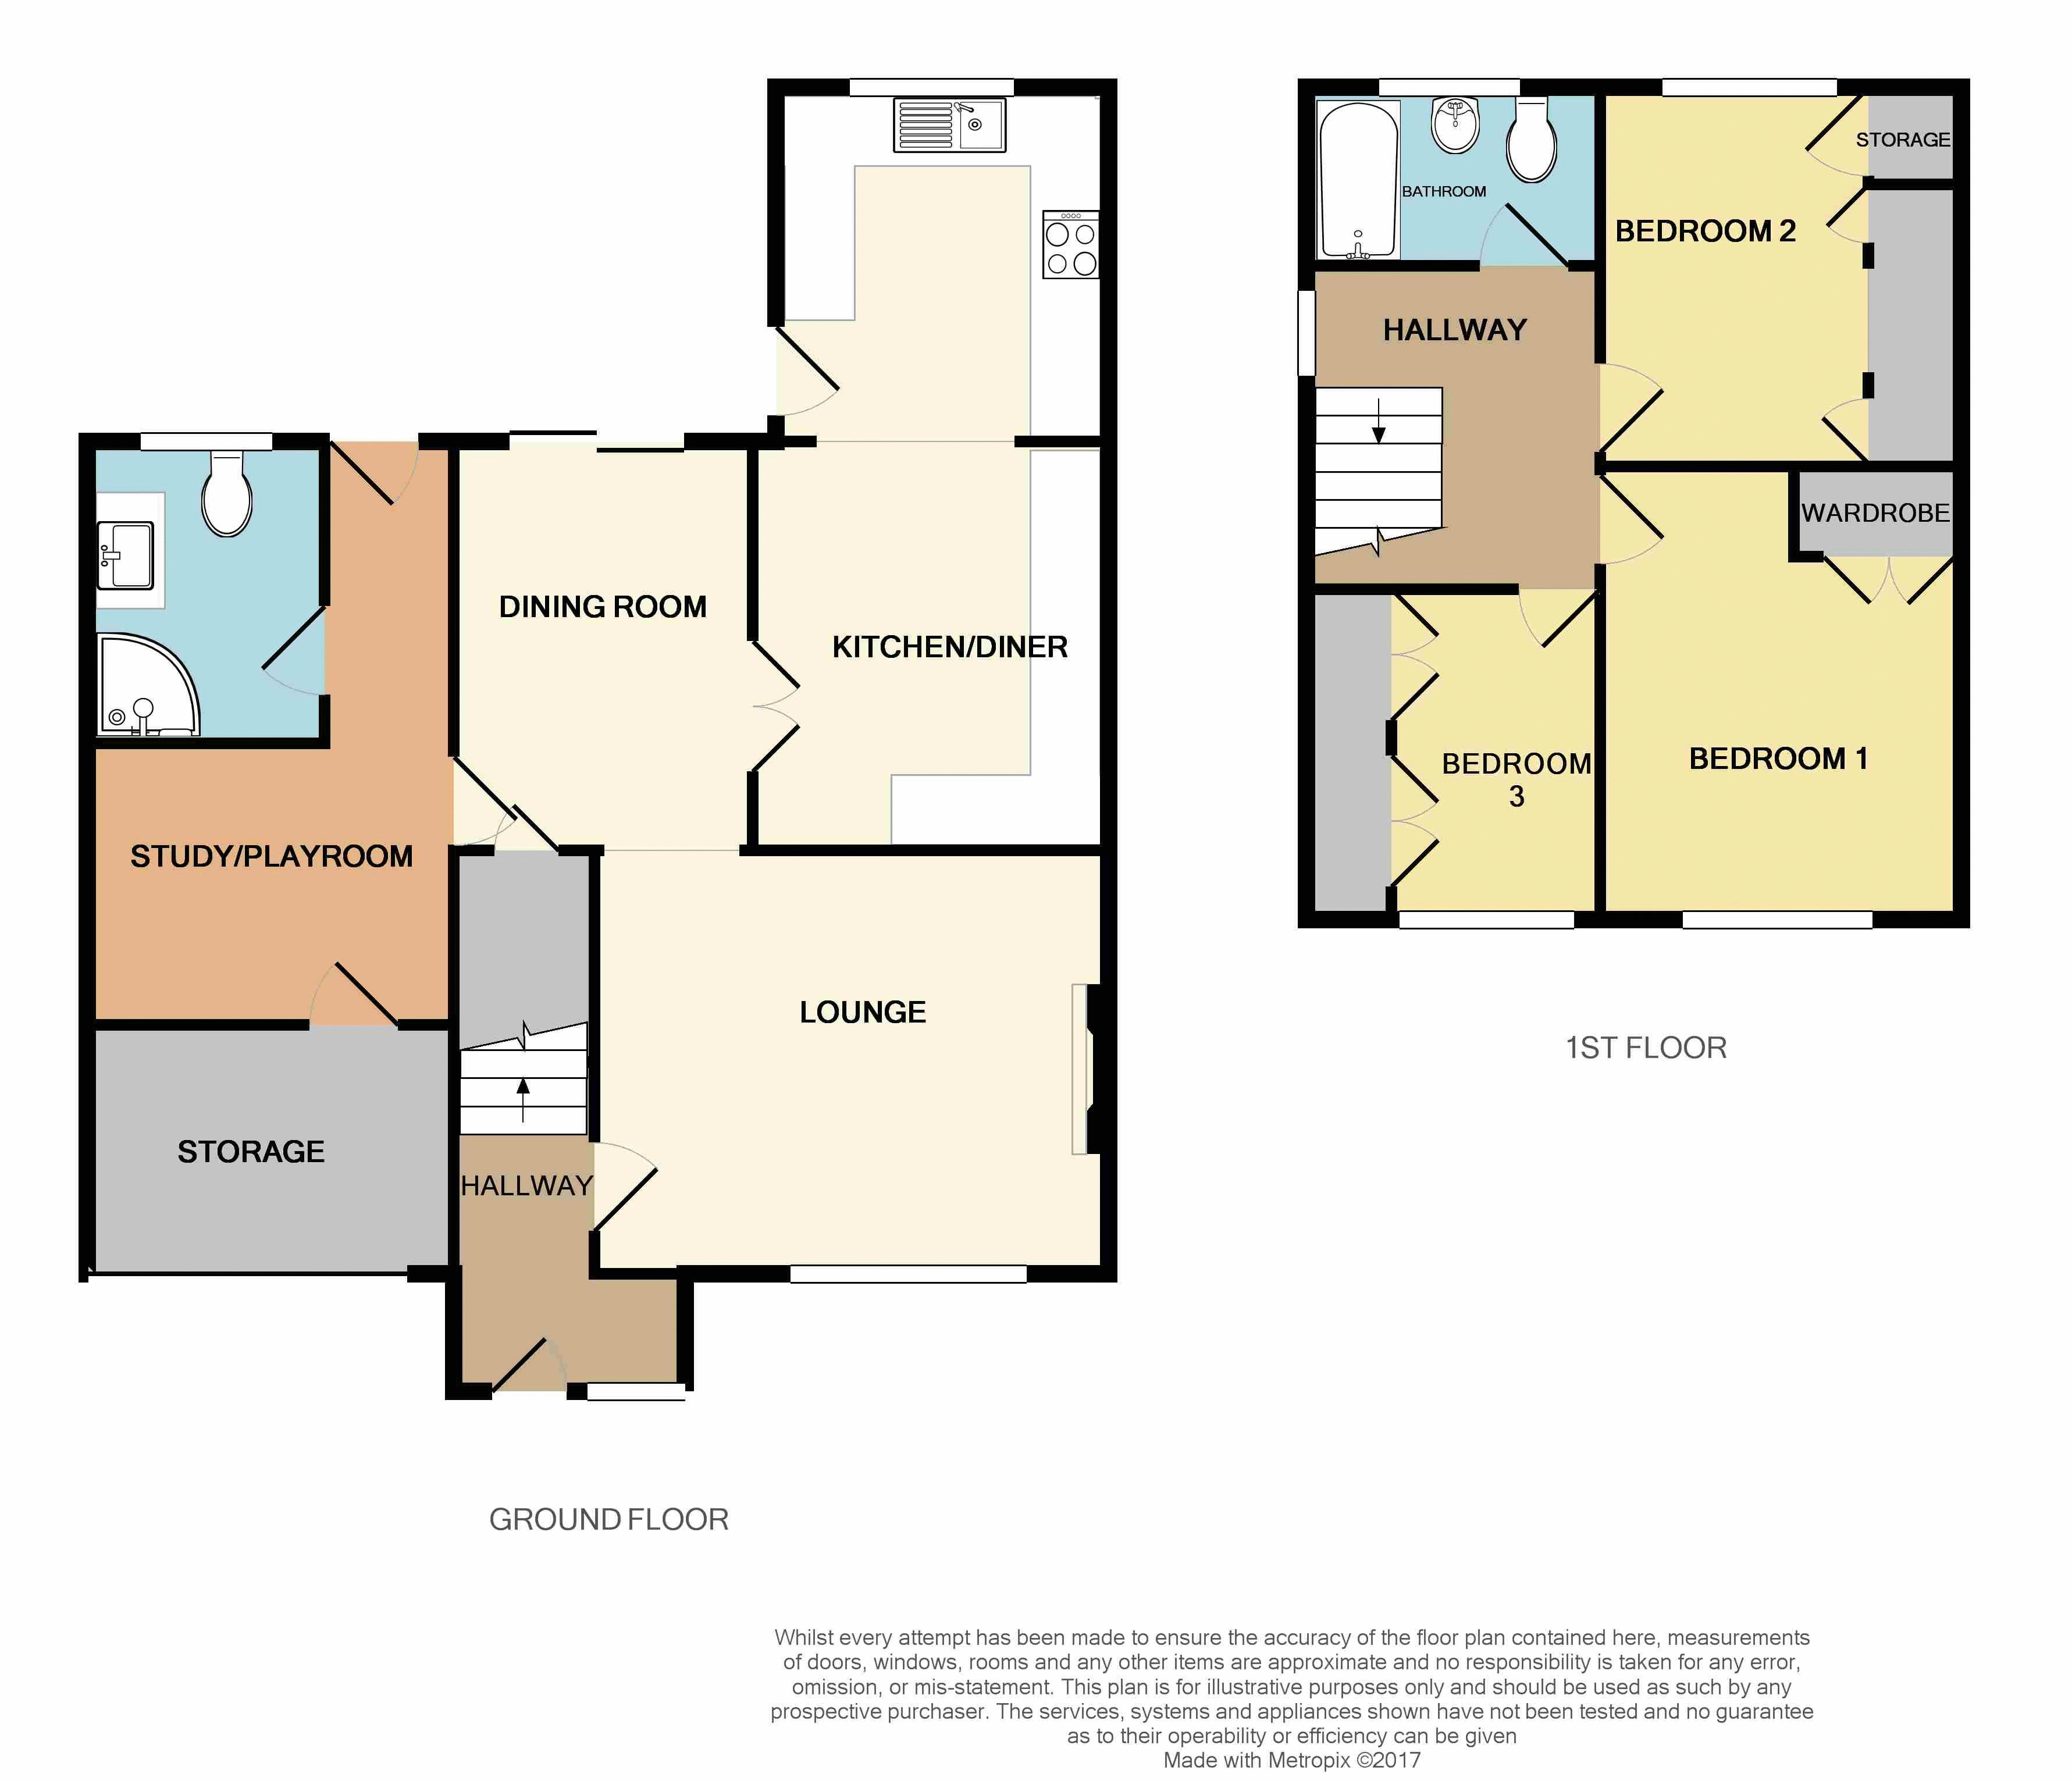 BATHROOM
STORAGE
BEDROOM 2
HALLWAY
WARDROBE
DINING ROOM
KITCHEN/DINER
BEDROOM
3
BEDROOM 1
STUDY/PLAYROOM
LOUNGE
STORAGE
HALLWAY
1ST FLOOR
GROUND FLOOR
Whilst every attempt has been made to ensure the accuracy of the floor plan contained here, measurements
of doors, windows, rooms and any other items are approximate and no responsibility is taken for any error,
omission, or mis-statement. This plan is for illustrative purposes only and should be used as such by any
prospective purchaser. The services, systems and appliances shown have not been tested and no guarantee
as to their operability or efficiency can be given
Made with Metropix ©2017